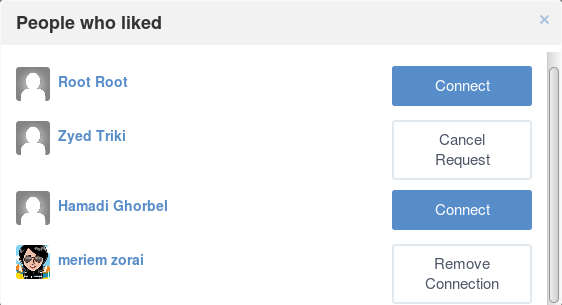 People who liked
×
Root Root
Connect
Zyed Triki
Cancel
Request
Hamadi Ghorbel
Connect
meriem zorai
Remove
Connection